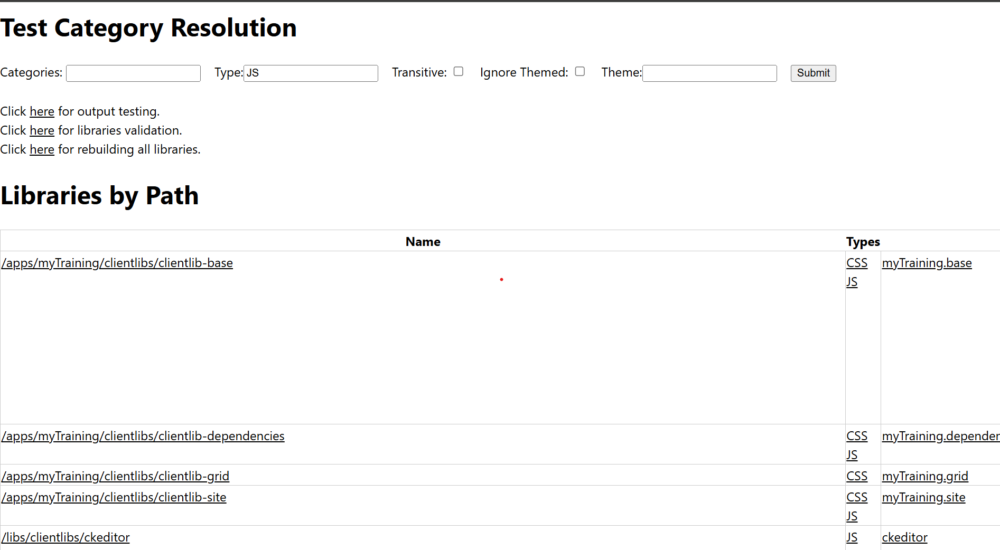 Test Category Resolution
Categories: Type: JS Transitive: Ignore Themed: Theme: Submit
Click here for output testing.
Click here for libraries validation.
Click here for rebuilding all libraries.
Libraries by Path
Name Types
/apps/myTraining/clientlibs/clientlib-base CSS myTraining.base
JS
/apps/myTraining/clientlibs/clientlib-dependencies CSS myTraining.dependen
JS
/apps/myTraining/clientlibs/clientlib-grid CSS myTraining.grid
/apps/myTraining/clientlibs/clientlib-site CSS myTraining.site
JS
/libs/clientlibs/ckeditor JS ckeditor